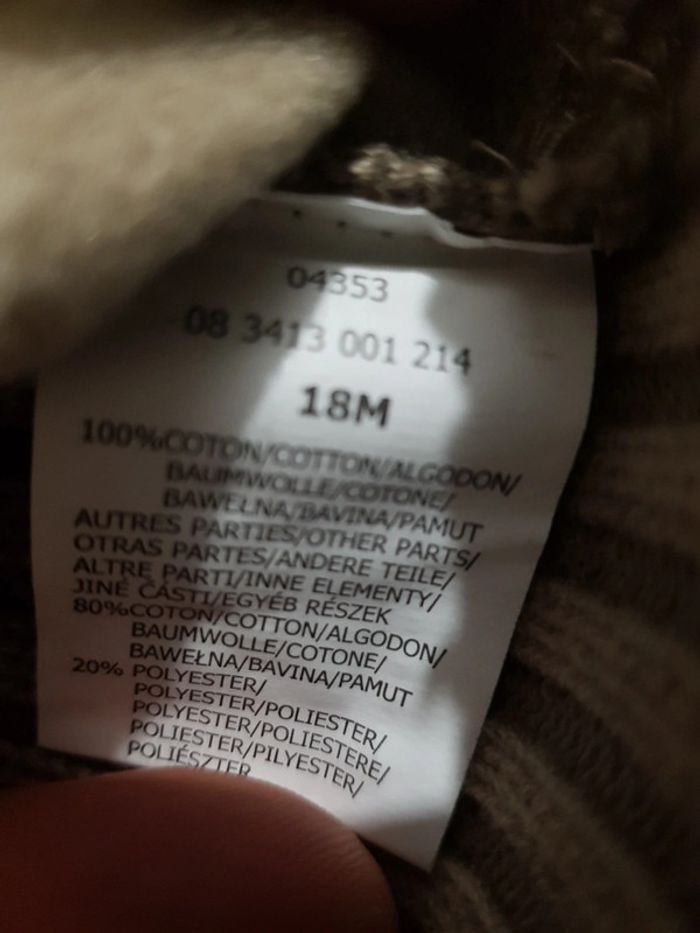 04353
08 3413 001 214
18M
100%COTON/COTTON/ALGODON/
BAUMWOLLE/COTONE/
BAWEŁNA/BAVINA/PAMUT
AUTRES PARTIES/OTHER PARTS/
OTRAS PARTES/ANDERE TEILE/
ALTRE PARTI/INNE ELEMENTY/
JINÉ ČÁSTI/EGYÉB RÉSZEK
80%COTON/COTTON/ALGODON/
BAUMWOLLE/COTONE/
BAWEŁNA/BAVINA/PAMUT
20% POLYESTER/
POLYESTER/POLIESTER/
POLYESTER/POLIESTERE/
POLIESTER/PILYESTER/
POLIÉSZTER